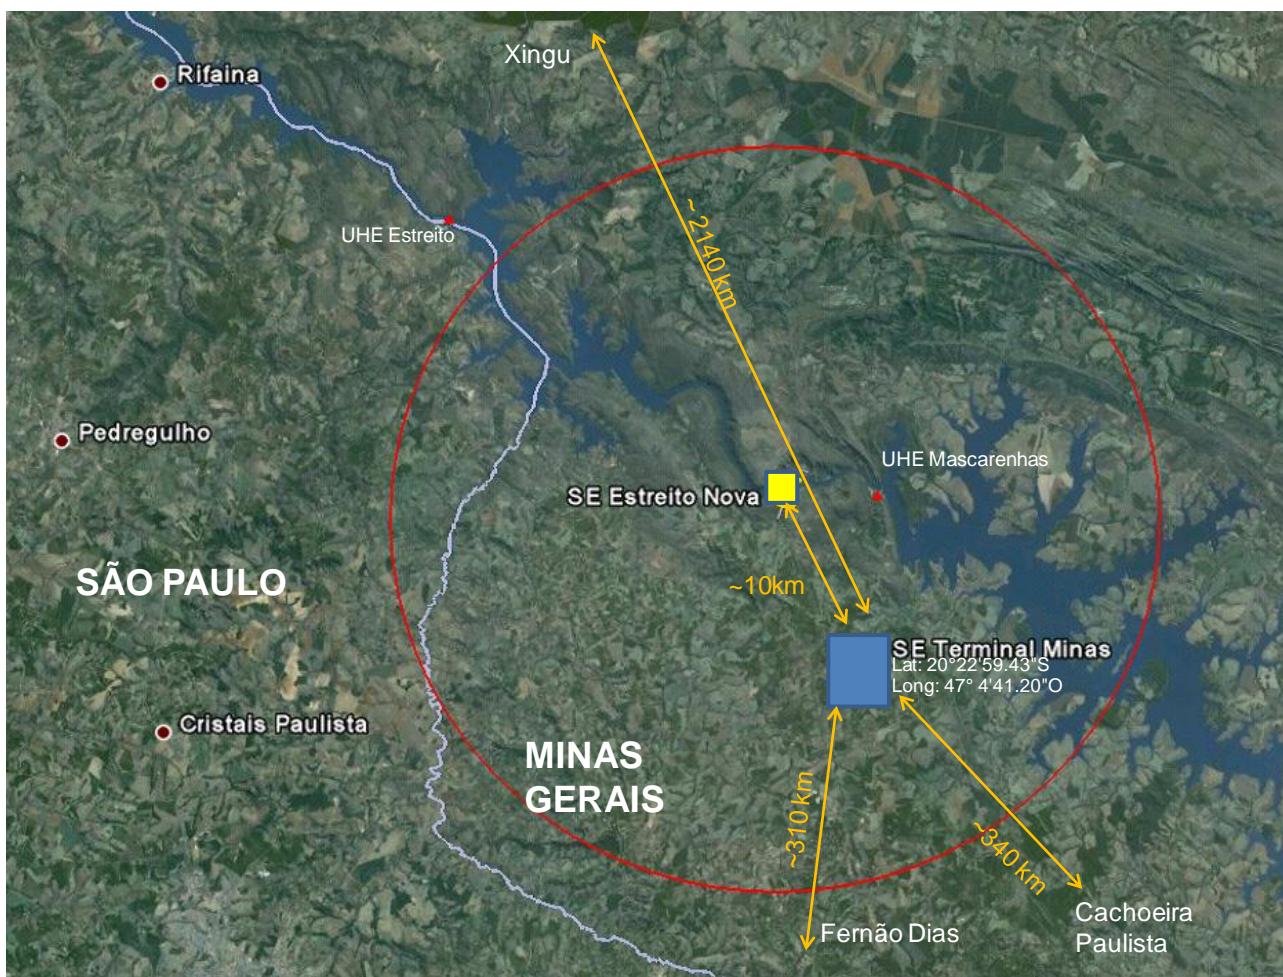 Xingu
Rifaina
~2140 km
UHE Estreito
Pedregulho
UHE Mascarenhas
SE Estreito Nova
SÃO PAULO
~10km
SE Terminal Minas
Lat: 20°22'59.43"S
Long: 47° 4'41.20"O
Cristais Paulista
MINAS
GERAIS
~310 km
~340 km
Cachoeira
Paulista
Fernão Dias